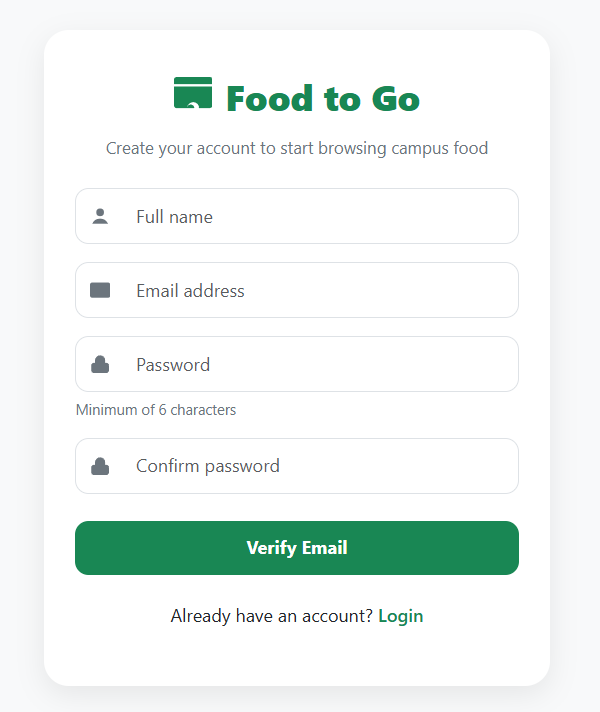 Food to Go
Create your account to start browsing campus food
Full name
Email address
Password
Minimum of 6 characters
Confirm password
Verify Email
Already have an account? Login